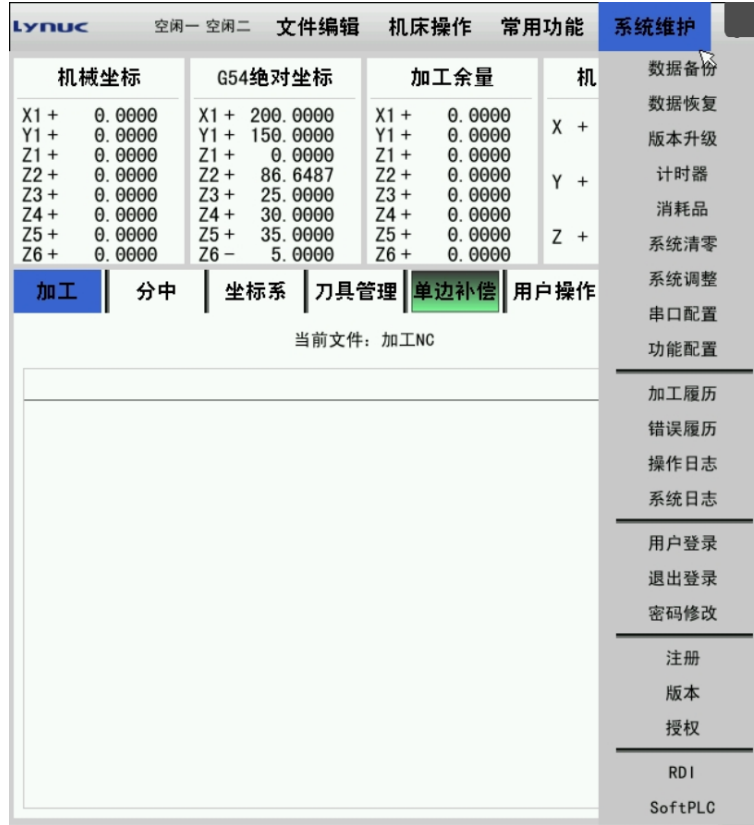 LYNUC 空闲一 空闲二 文件编辑 机床操作 常用功能 系统维护
机械坐标
X1 + 0.0000
Y1 + 0.0000
Z1 + 0.0000
Z2 + 0.0000
Z3 + 0.0000
Z4 + 0.0000
Z5 + 0.0000
Z6 + 0.0000
G54绝对坐标
X1 + 200.0000
Y1 + 150.0000
Z1 + 0.0000
Z2 + 86.6487
Z3 + 25.0000
Z4 + 30.0000
Z5 + 35.0000
Z6 - 5.0000
加工余量
X1 + 0.0000
Y1 + 0.0000
Z1 + 0.0000
Z2 + 0.0000
Z3 + 0.0000
Z4 + 0.0000
Z5 + 0.0000
Z6 + 0.0000
机
X +
Y +
Z +
加工 分中 坐标系 刀具管理 单边补偿 用户操作
当前文件：加工NC
数据备份
数据恢复
版本升级
计时器
消耗品
系统清零
系统调整
串口配置
功能配置
加工履历
错误履历
操作日志
系统日志
用户登录
退出登录
密码修改
注册
版本
授权
RDI
SoftPLC